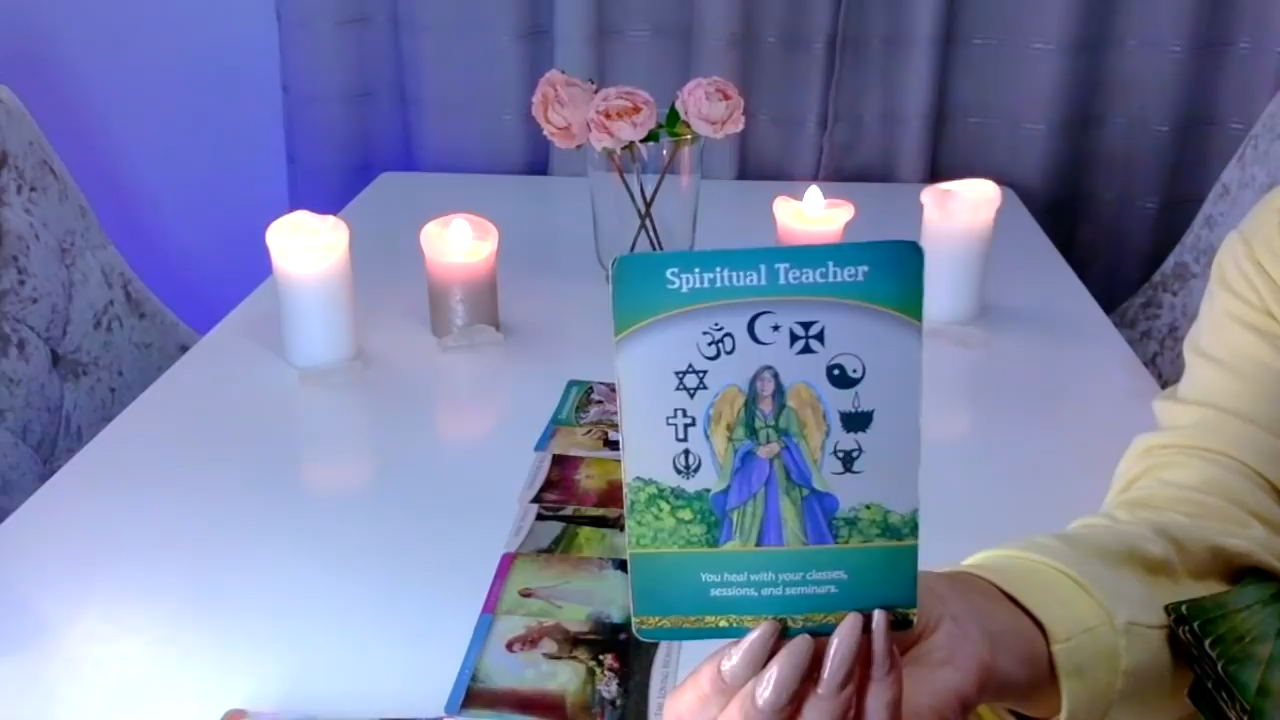 Spiritual Teacher
You heal with your classes,
sessions, and seminars.